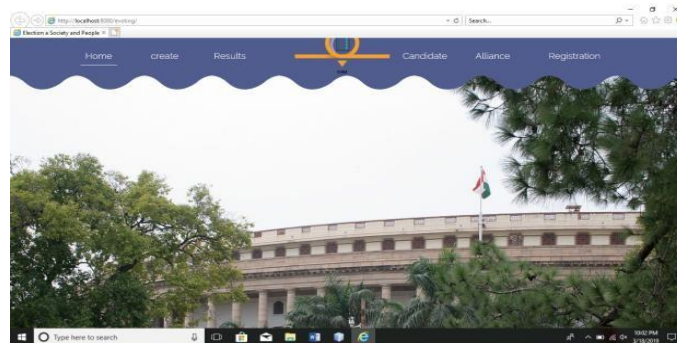 http://localhost:8080/evoting/
Search...
Election a Society and People
Home create Results Candidate Alliance Registration
Type here to search
10:02 PM
3/18/2019